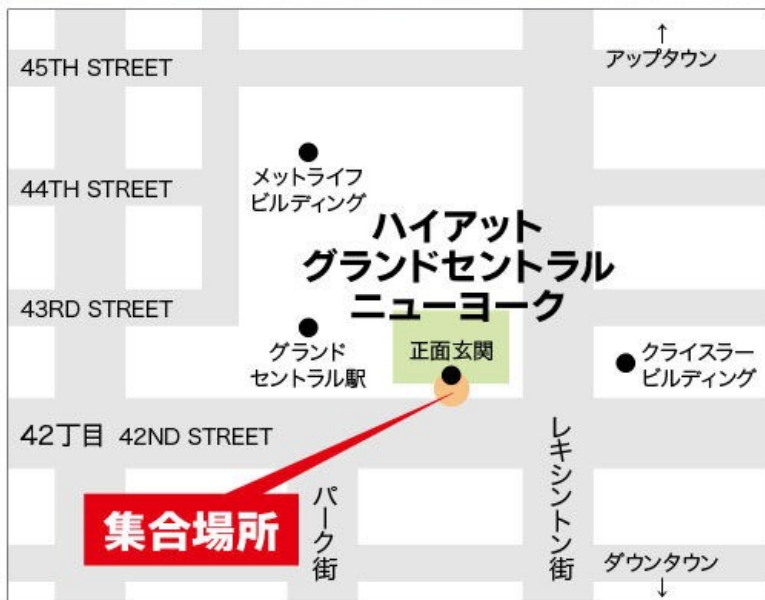 ↑
アップタウン
45TH STREET
メットライフ
ビルディング
44TH STREET
ハイアット
グランドセントラル
ニューヨーク
43RD STREET
グランド
セントラル駅
正面玄関
クライスラー
ビルディング
42丁目 42ND STREET
集合場所
パーク街
レキシントン街
ダウンタウン
↓